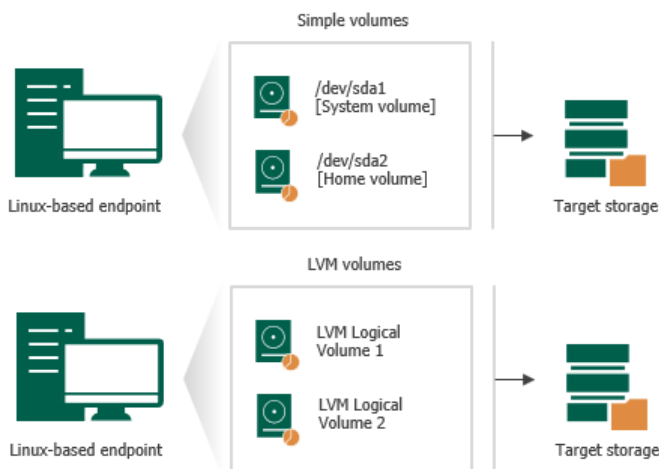 Simple volumes
/dev/sda1
[System volume]
/dev/sda2
[Home volume]
Linux-based endpoint
Target storage
LVM volumes
LVM Logical
Volume 1
LVM Logical
Volume 2
Linux-based endpoint
Target storage